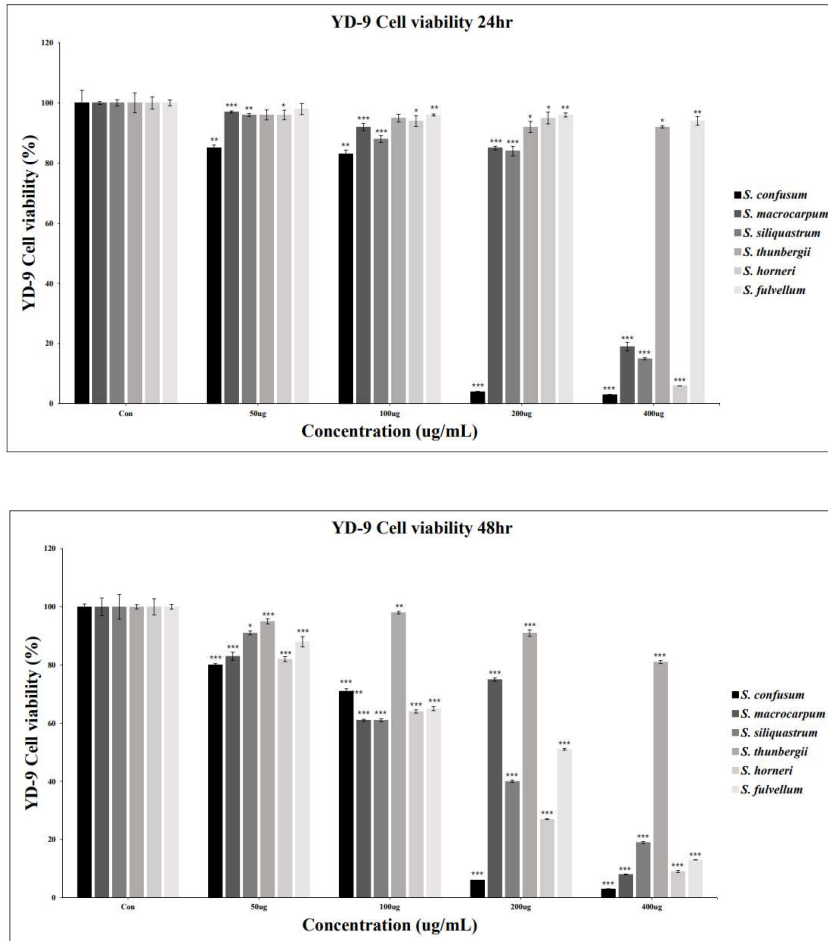 YD-9 Cell viability 24hr
120
100
80
60
40
20
0
YD-9 Cell viability (%)
** *** ** *
** *** *** * **
*** *** *** * * **
*** *** *** * *** **
Con 50ug 100ug 200ug 400ug
Concentration (ug/mL)
S. confusum
S. macrocarpum
S. siliquastrum
S. thunbergii
S. horneri
S. fulvellum
YD-9 Cell viability 48hr
120
100
80
60
40
20
0
YD-9 Cell viability (%)
*** *** * *** *** ***
*** *** *** *** ** *** ***
*** *** *** *** *** ***
*** *** *** *** *** ***
Con 50ug 100ug 200ug 400ug
Concentration (ug/mL)
S. confusum
S. macrocarpum
S. siliquastrum
S. thunbergii
S. horneri
S. fulvellum